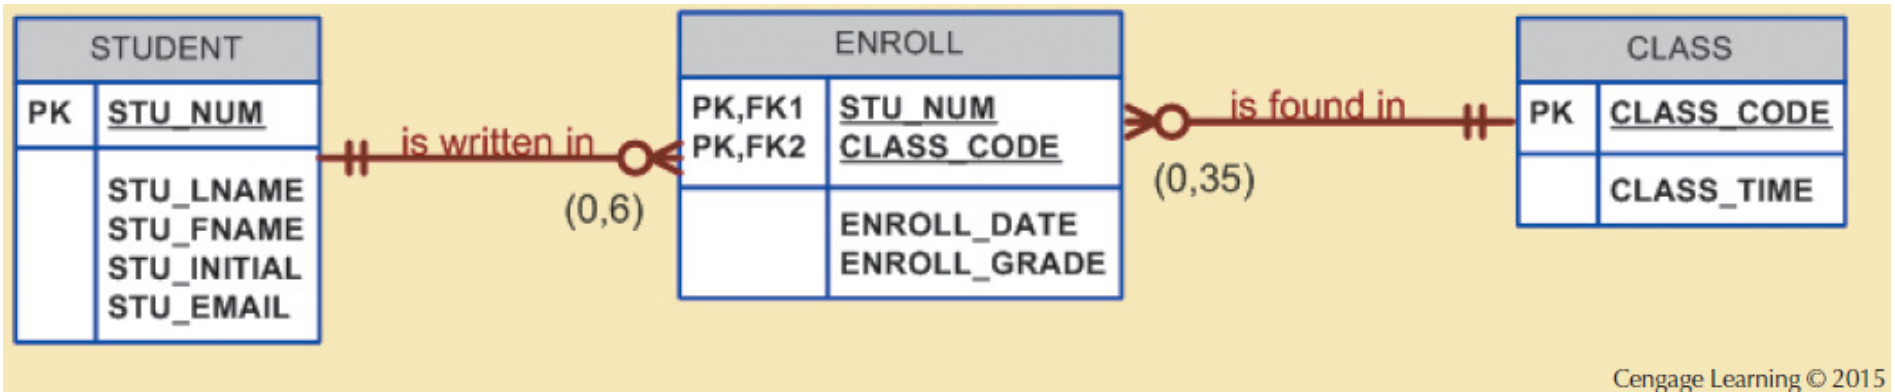 STUDENT
PK STU_NUM
STU_LNAME
STU_FNAME
STU_INITIAL
STU_EMAIL
is written in
(0,6)
ENROLL
PK,FK1 STU_NUM
PK,FK2 CLASS_CODE
ENROLL_DATE
ENROLL_GRADE
is found in
(0,35)
CLASS
PK CLASS_CODE
CLASS_TIME
Cengage Learning © 2015